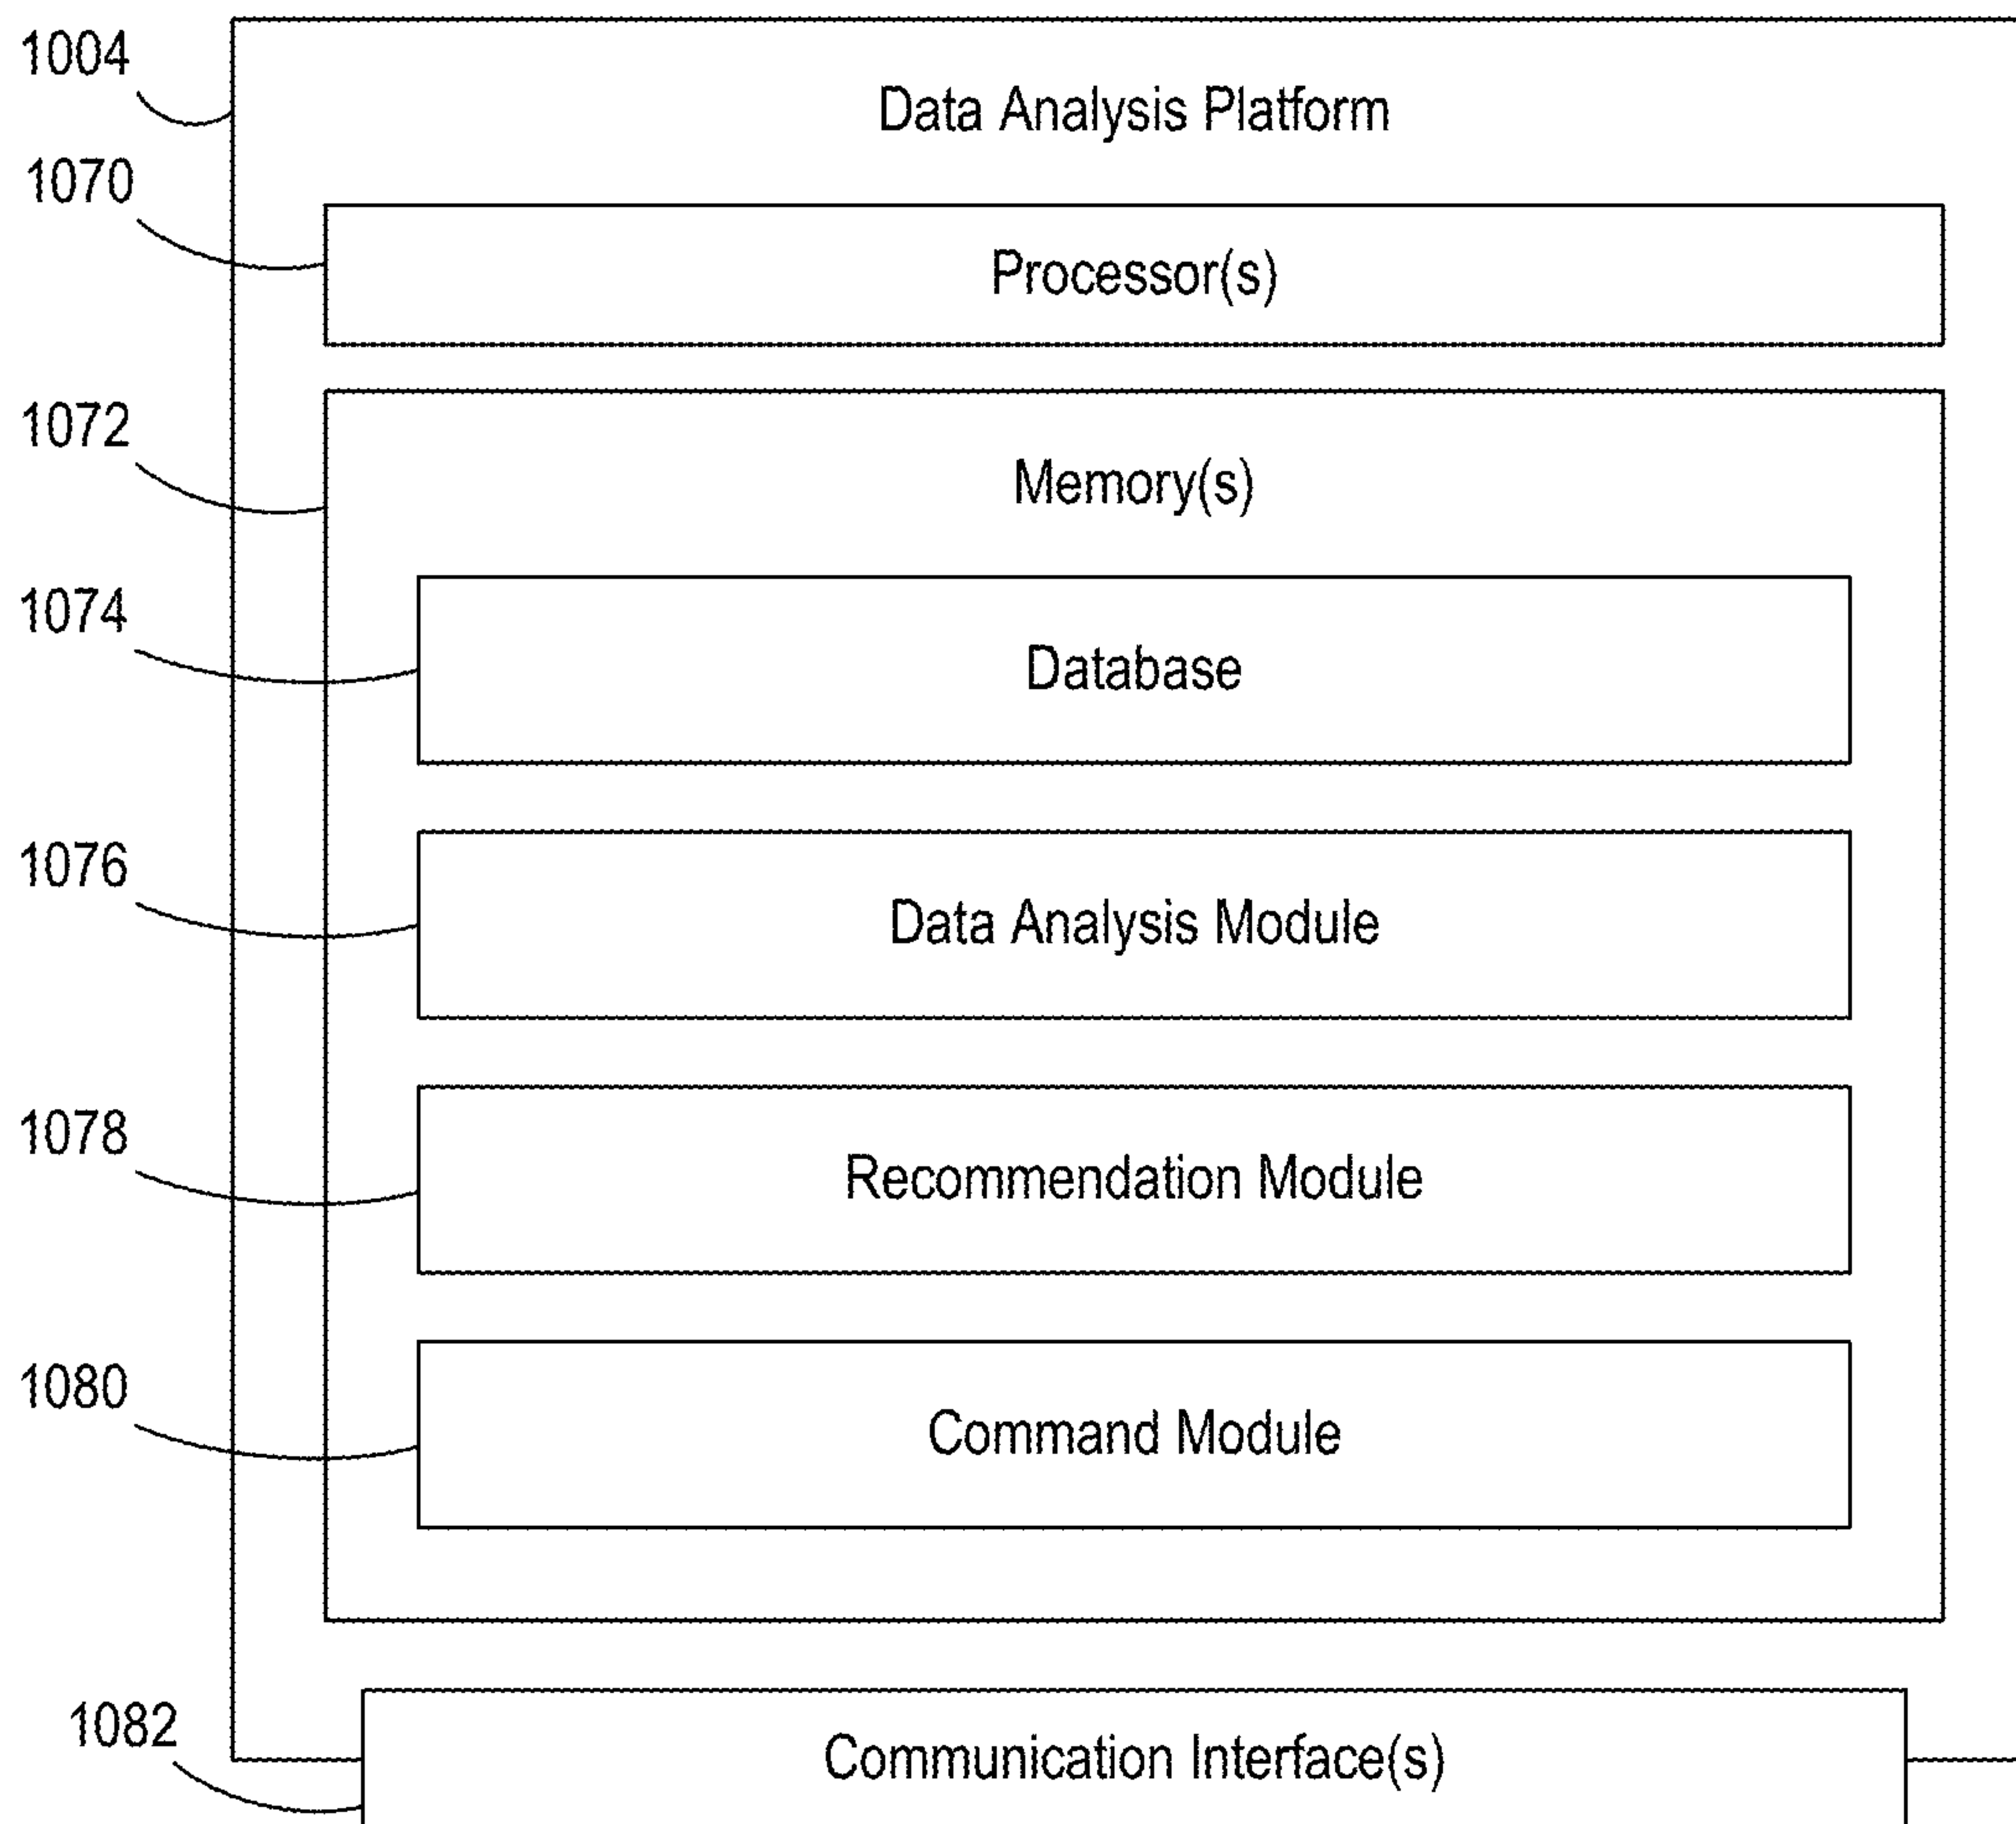 1004
Data Analysis Platform
1070
Processor(s)
1072
Memory(s)
1074
Database
1076
Data Analysis Module
1078
Recommendation Module
1080
Command Module
1082
Communication Interface(s)